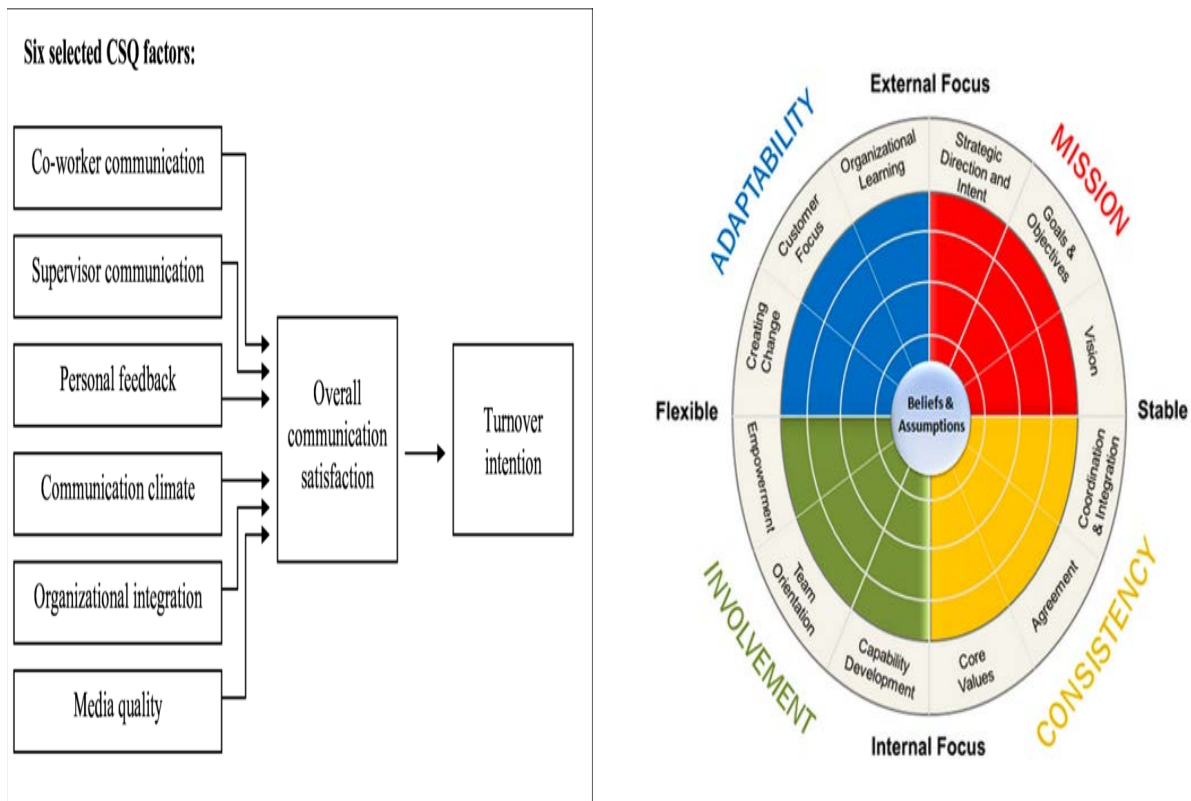 Six selected CSQ factors:
Co-worker communication
Supervisor communication
Personal feedback
Communication climate
Organizational integration
Media quality
Overall
communication
satisfaction
Turnover
intention
External Focus
ADAPTABILITY
MISSION
Organizational
Learning
Strategic
Direction and
Intent
Customer
Focus
Goals &
Objectives
Creating
Change
Vision
Flexible
Beliefs &
Assumptions
Stable
Empowerment
Coordination
& Integration
Team
Orientation
Agreement
Capability
Development
Core
Values
INVOLVEMENT
CONSISTENCY
Internal Focus